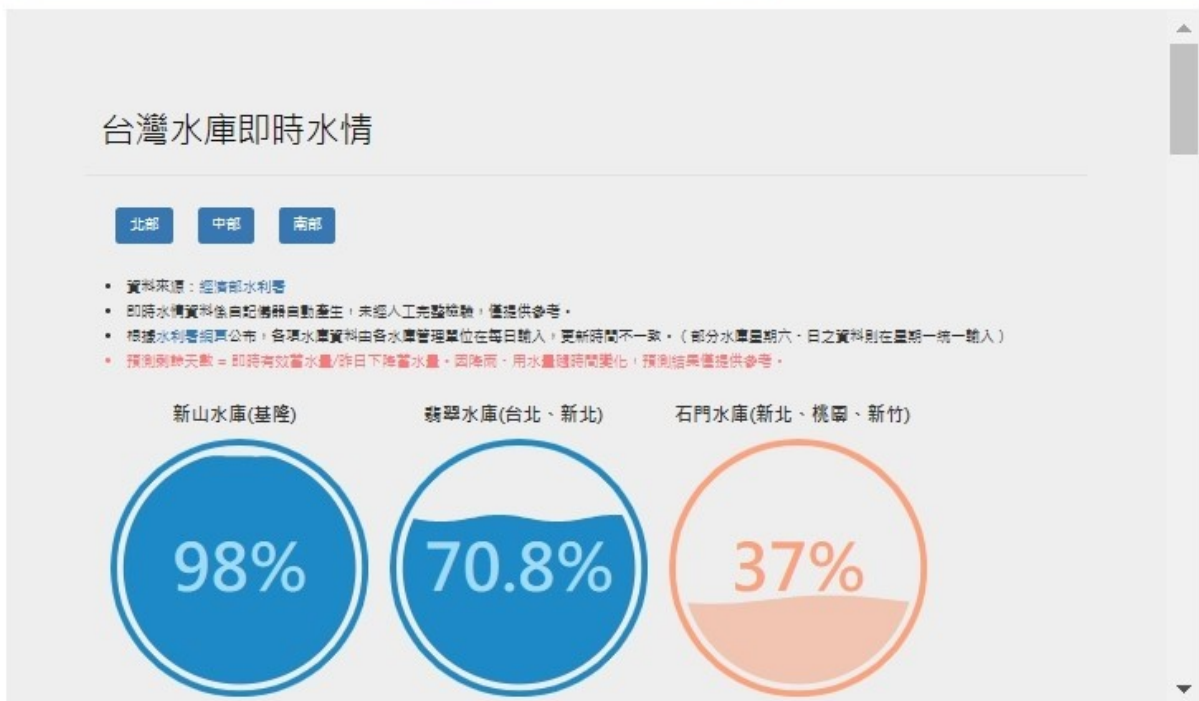 台灣水庫即時水情
北部 中部 南部
資料來源：經濟部水利署
即時水情資料係自記儀器自動產生，未經人工完整檢驗，僅提供參考。
根據水利署網頁公布，各項水庫資料由各水庫管理單位在每日輸入，更新時間不一致。（部分水庫星期六、日之資料則在星期一統一輸入）
預測剩餘天數 = 即時有效蓄水量/昨日下降蓄水量。因降雨、用水量隨時間變化，預測結果僅提供參考。
新山水庫(基隆) 翡翠水庫(台北、新北) 石門水庫(新北、桃園、新竹)
98% 70.8% 37%